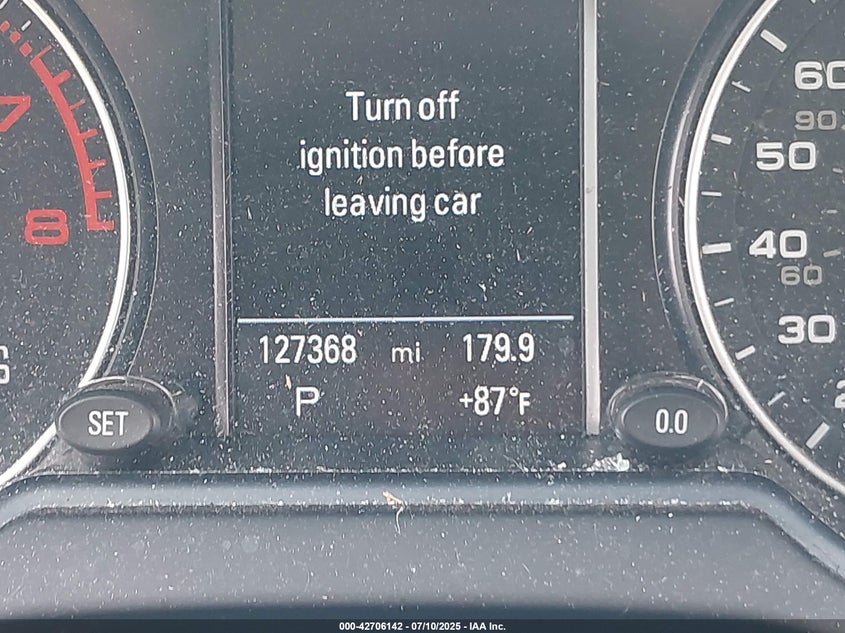 Turn off
ignition before
leaving car
127368 mi 179.9
P +87°F
SET
0.0
7
8
60
90
50
40
60
30
000-42706142 - 07/10/2025 - IAA Inc.